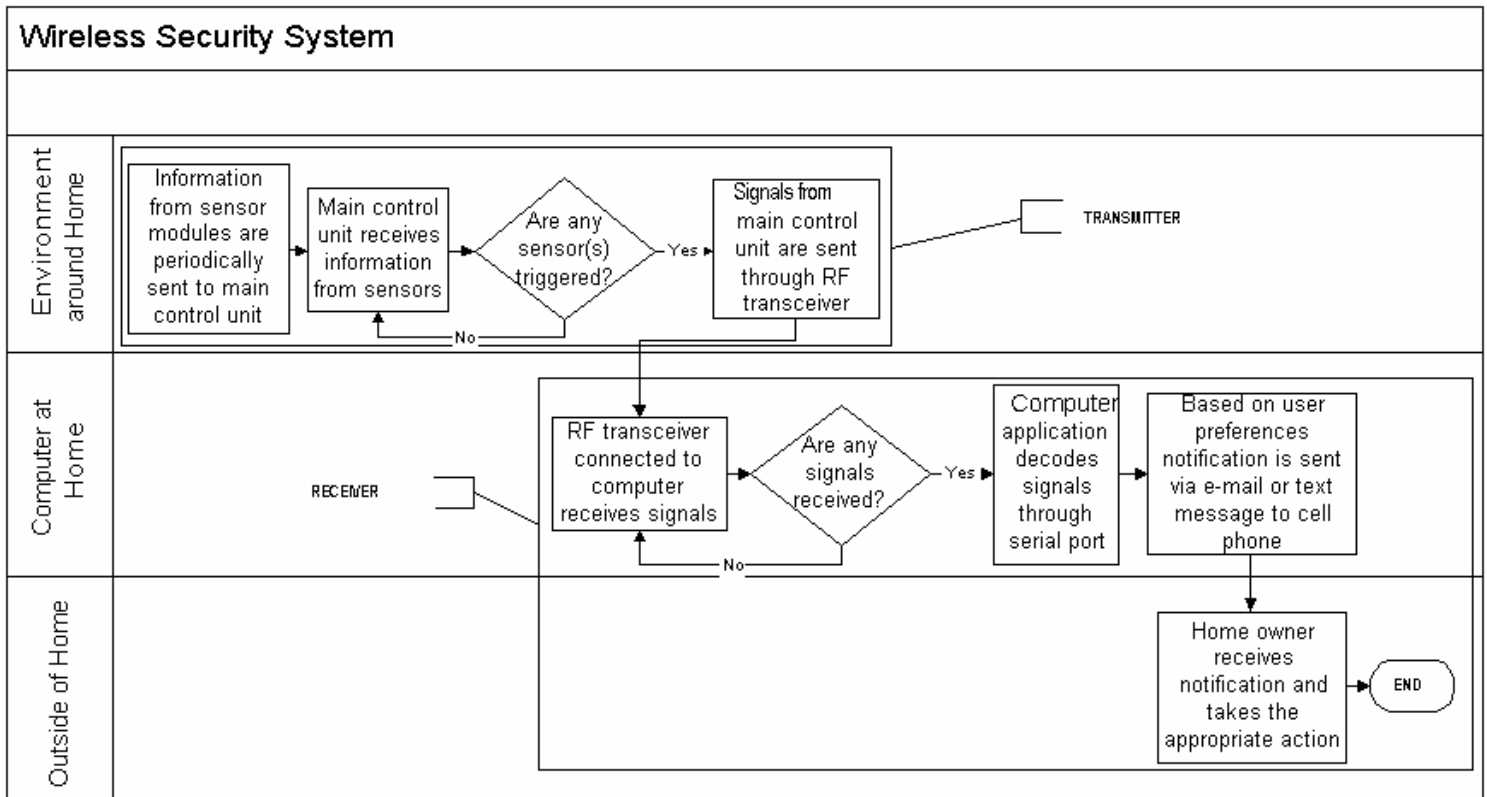 Wireless Security System
Environment
around Home
Information
from sensor
modules are
periodically
sent to main
control unit
Main control
unit receives
information
from sensors
Are any
sensor(s)
triggered?
Yes
No
Signals from
main control
unit are sent
through RF
transceiver
TRANSMITTER
Computer at
Home
RECEIVER
RF transceiver
connected to
computer
receives signals
Are any
signals
received?
Yes
No
Computer
application
decodes
signals
through
serial port
Based on user
preferences
notification is sent
via e-mail or text
message to cell
phone
Outside of Home
Home owner
receives
notification and
takes the
appropriate action
END